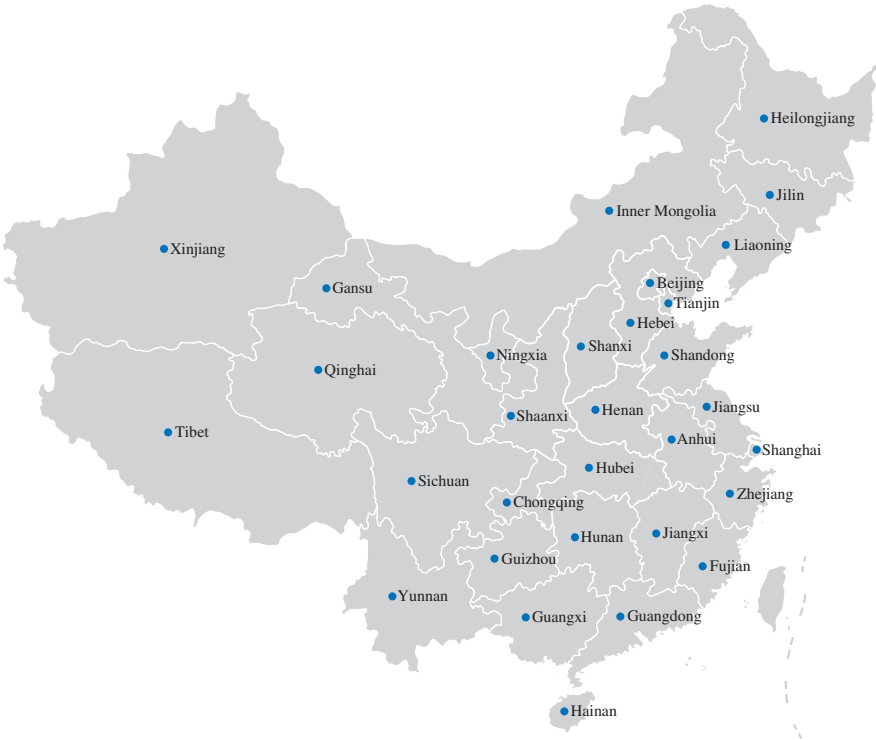 Heilongjiang
Jilin
Inner Mongolia
Liaoning
Xinjiang
Beijing
Gansu
Tianjin
Hebei
Shanxi
Ningxia
Shandong
Qinghai
Jiangsu
Henan
Shaanxi
Tibet
Anhui
Shanghai
Hubei
Sichuan
Zhejiang
Chongqing
Jiangxi
Hunan
Guizhou
Fujian
Yunnan
Guangdong
Guangxi
Hainan